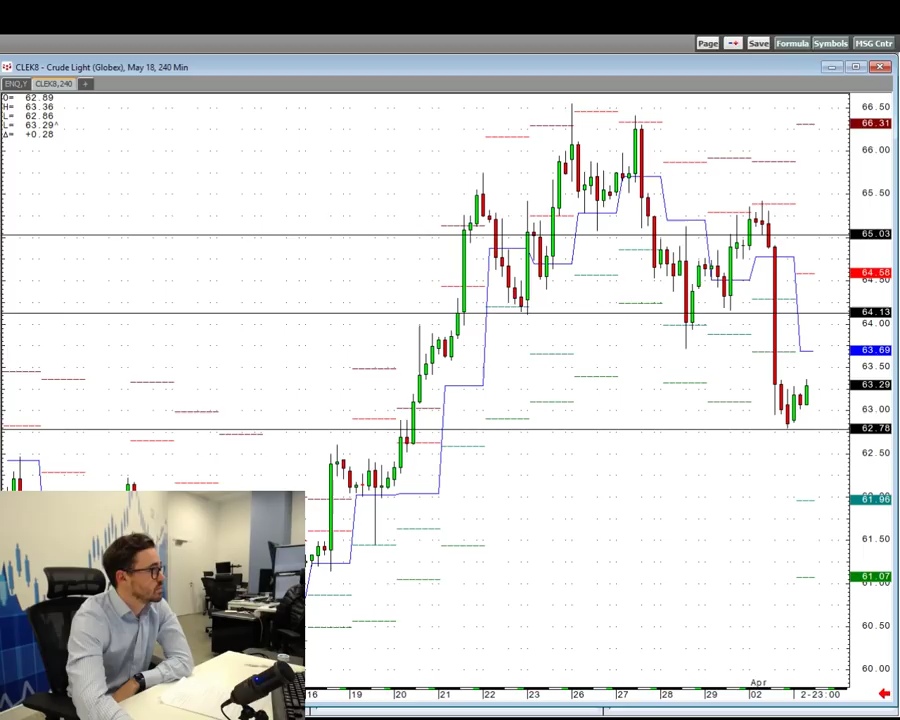 Page
Save
Formula
Symbols
MSG Cntr
CLEK8 - Crude Light (Globex), May 18, 240 Min
ENQ,Y
CLEK8,240
+
O= 62.89
H= 63.36
L= 62.86
L= 63.29^
Δ= +0.28
66.50
66.31
66.00
65.50
65.03
64.58
64.50
64.13
64.00
63.69
63.50
63.29
63.00
62.78
62.50
61.96
61.50
61.07
60.50
60.00
Apr
16
19
20
21
22
23
26
27
28
29
02
2-23:00